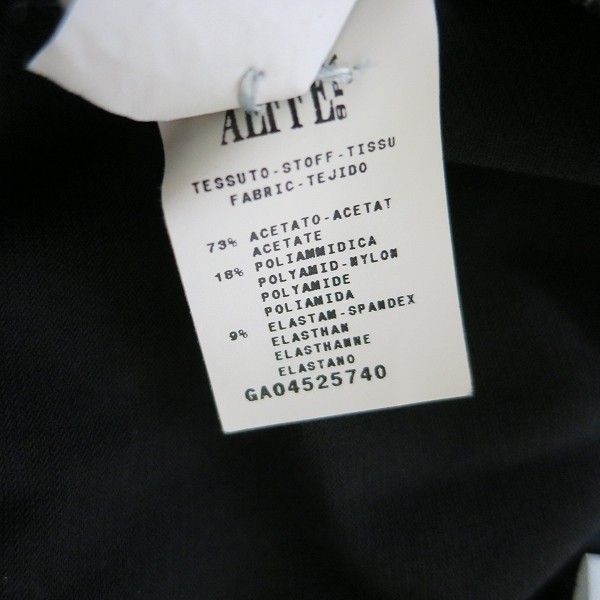 TESSUTO-STOFF-TISSU
FABRIC-TEJIDO
73% ACETATO-ACETAT
ACETATE
18% POLIAMMIDICA
POLYAMID-NYLON
POLYAMIDE
POLIAMIDA
9% ELASTAM-SPANDEX
ELASTHAN
ELASTHANNE
ELASTANO
GA04525740